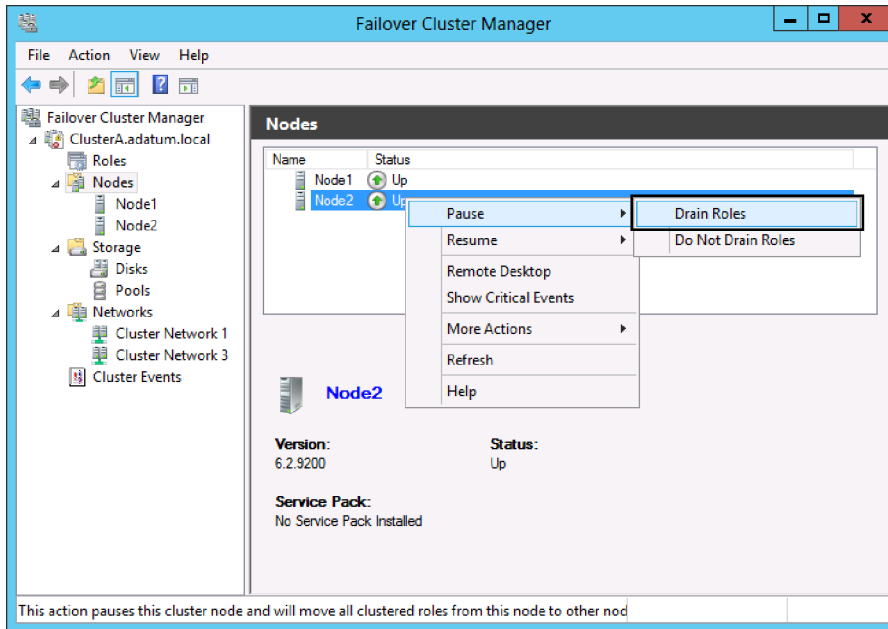 Failover Cluster Manager
File Action View Help
Failover Cluster Manager
ClusterA.adatum.local
Roles
Nodes
Node1
Node2
Storage
Disks
Pools
Networks
Cluster Network 1
Cluster Network 3
Cluster Events
Nodes
Name Status
Node1 Up
Node2 Up
Pause
Resume
Remote Desktop
Show Critical Events
More Actions
Refresh
Help
Drain Roles
Do Not Drain Roles
Node2
Version: Status:
6.2.9200 Up
Service Pack:
No Service Pack Installed
This action pauses this cluster node and will move all clustered roles from this node to other nod